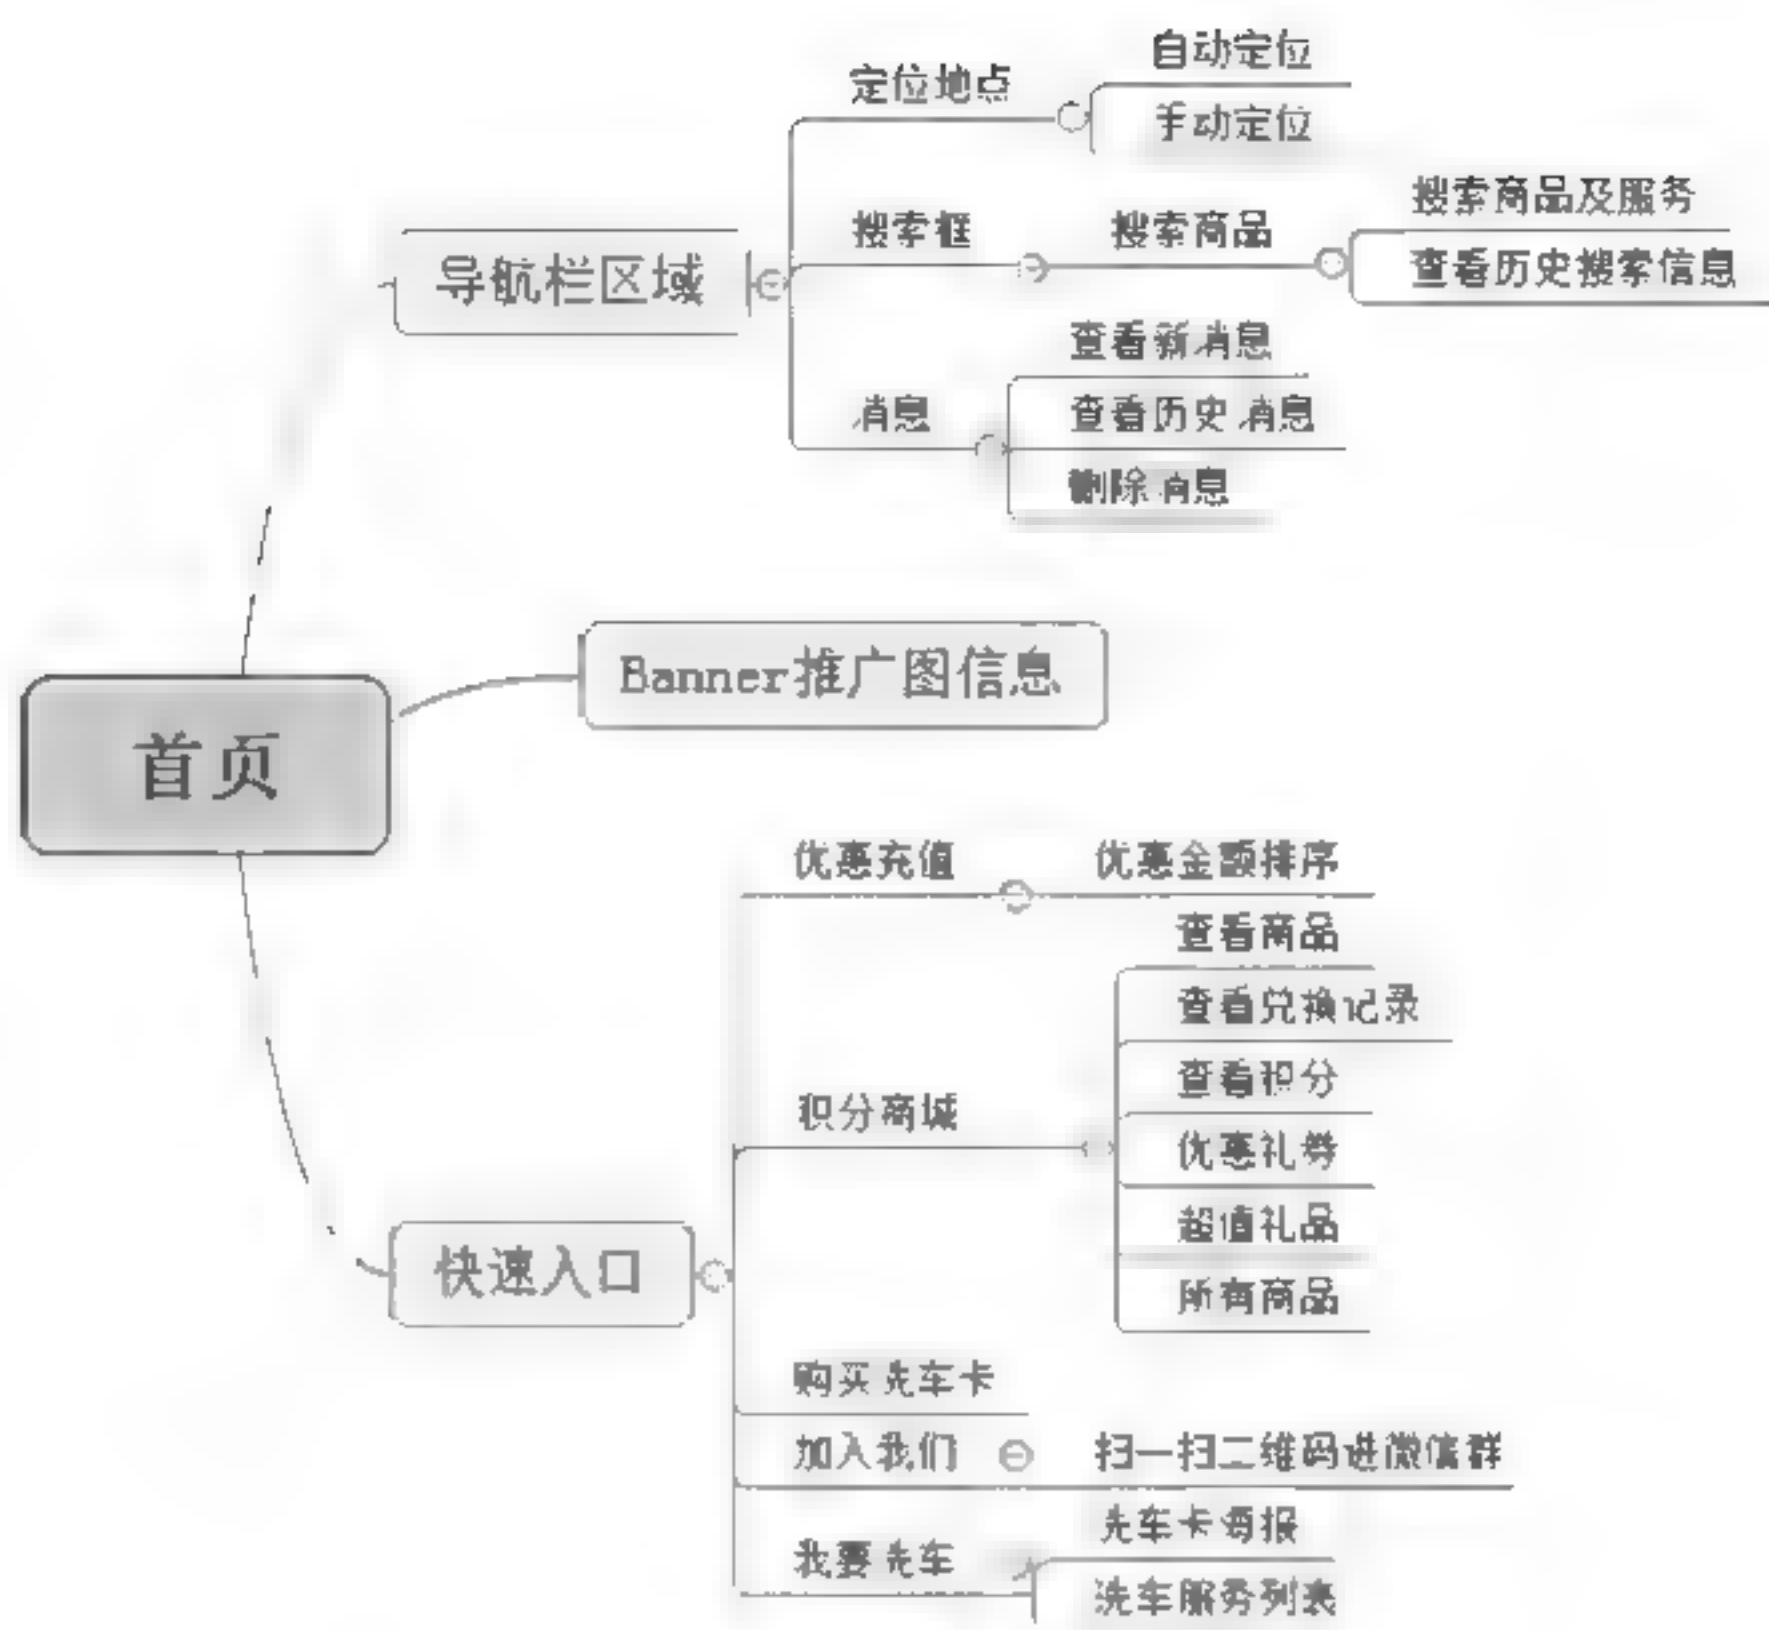 自动定位
定位地点
手动定位
搜索商品及服务
搜索框
搜索商品
查看历史搜索信息
导航栏区域
查看新消息
消息
查看历史消息
删除消息
Banner推广图信息
首页
优惠充值
优惠金额排序
查看商品
查看兑换记录
查看积分
积分商城
优惠礼券
超值礼品
快速入口
所有商品
购买洗车卡
加入我们
扫一扫二维码进微信群
洗车卡海报
我要洗车
洗车服务列表